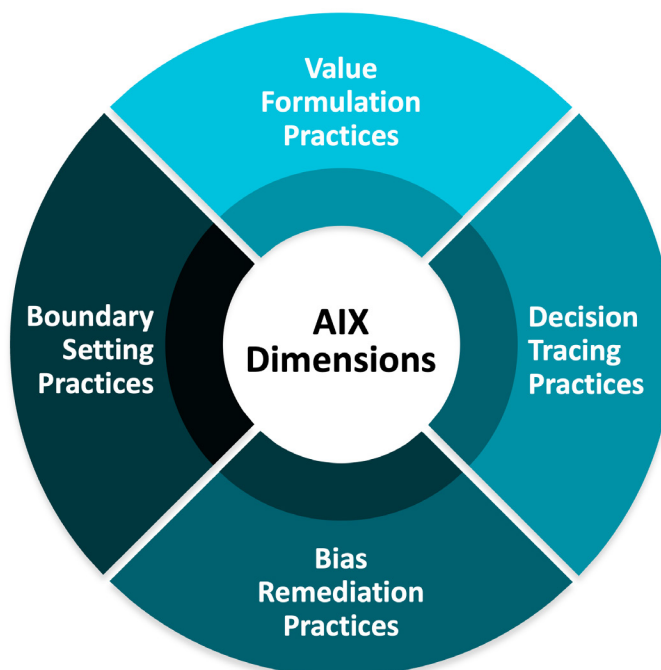 Value
Formulation
Practices
Boundary
Setting
Practices
AIX
Dimensions
Decision
Tracing
Practices
Bias
Remediation
Practices